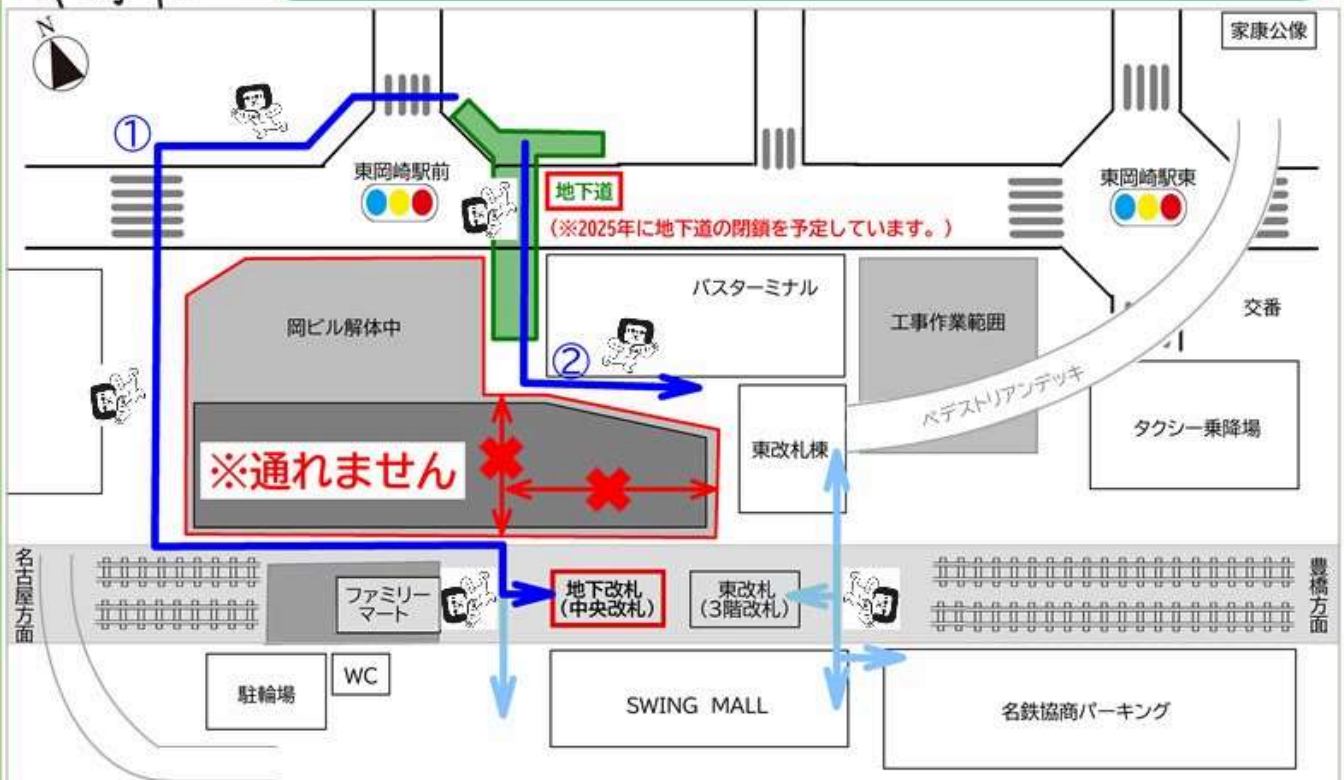 N
家康公像
①
東岡崎駅前
地下道
東岡崎駅東
(※2025年に地下道の閉鎖を予定しています。)
バスターミナル
岡ビル解体中
工事作業範囲
交番
②
ペデストリアンデッキ
タクシー乗降場
東改札棟
※通れません
名古屋方面
ファミリー
マート
地下改札
(中央改札)
東改札
(3階改札)
豊橋方面
WC
駐輪場
SWING MALL
名鉄協商パーキング